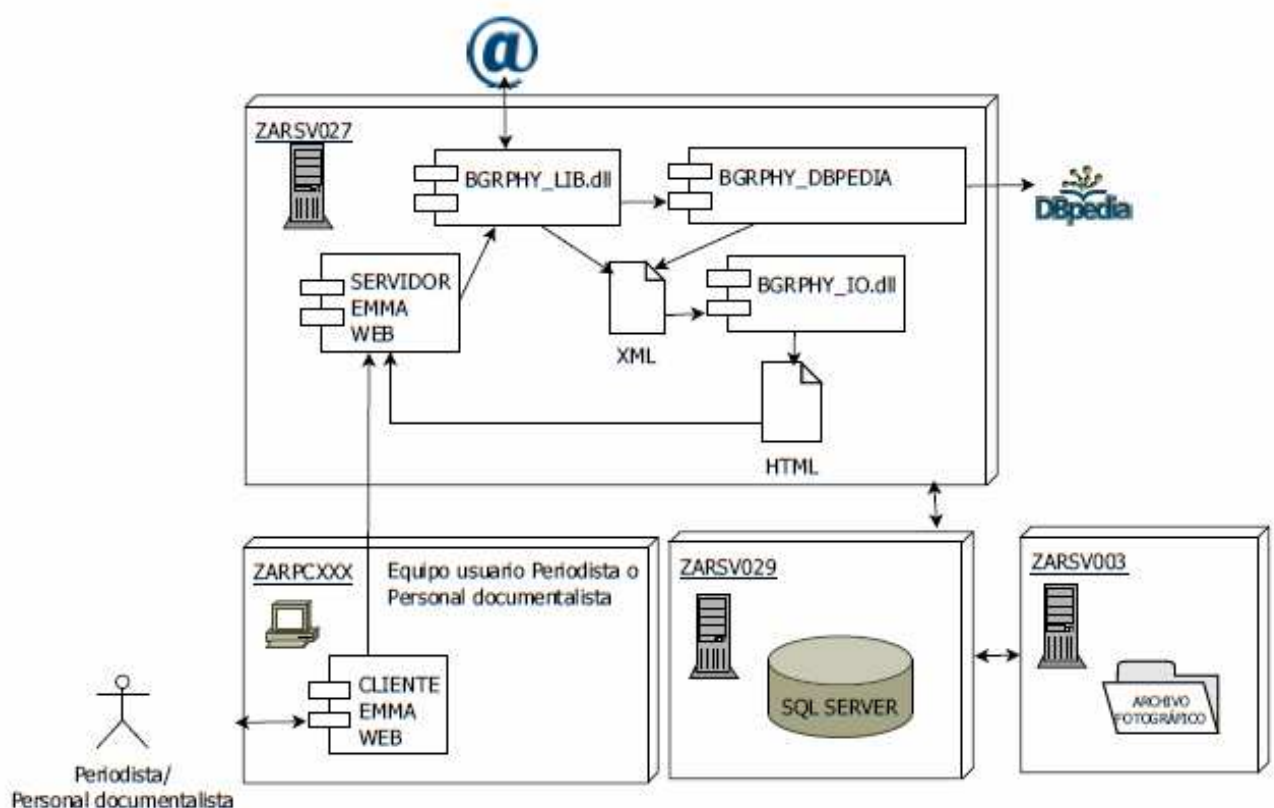 @
ZARSV027
BGRPHY_LIB.dll
BGRPHY_DBPEDIA
DBpedia
SERVIDOR
EMMA
WEB
BGRPHY_IO.dll
XML
HTML
ZARPCXXX
Equipo usuario Periodista o
Personal documentalista
CLIENTE
EMMA
WEB
Periodista/
Personal documentalista
ZARSV029
SQL SERVER
ZARSV003
ARCHIVO
FOTOGRÁFICO